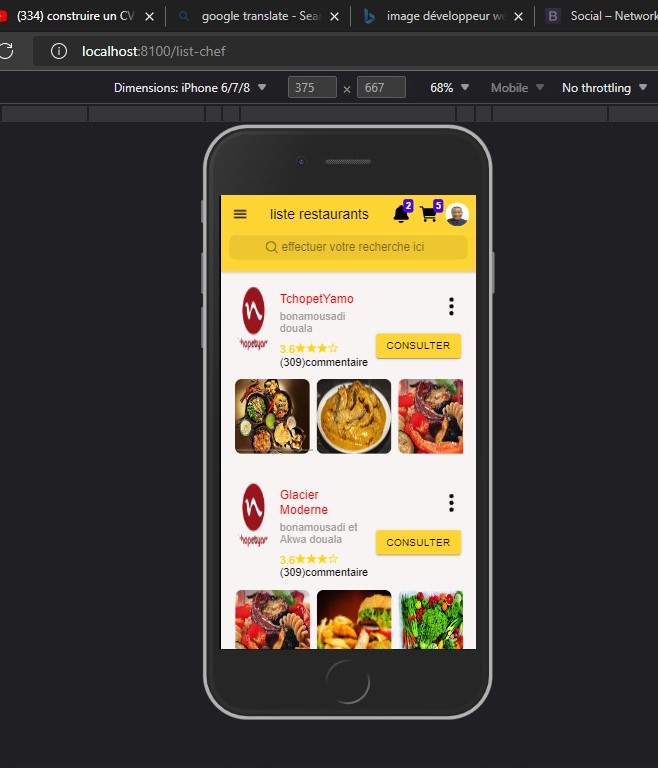 (334) construire un CV
google translate - Sea
image développeur we
B
Social – Network
localhost:8100/list-chef
Dimensions: iPhone 6/7/8
375
×
667
68%
Mobile
No throttling
liste restaurants
2
5
effectuer votre recherche ici
TchopetYamo
bonamousadi
douala
3.6
(309)commentaire
CONSULTER
Glacier
Moderne
bonamousadi et
Akwa douala
3.6
(309)commentaire
CONSULTER